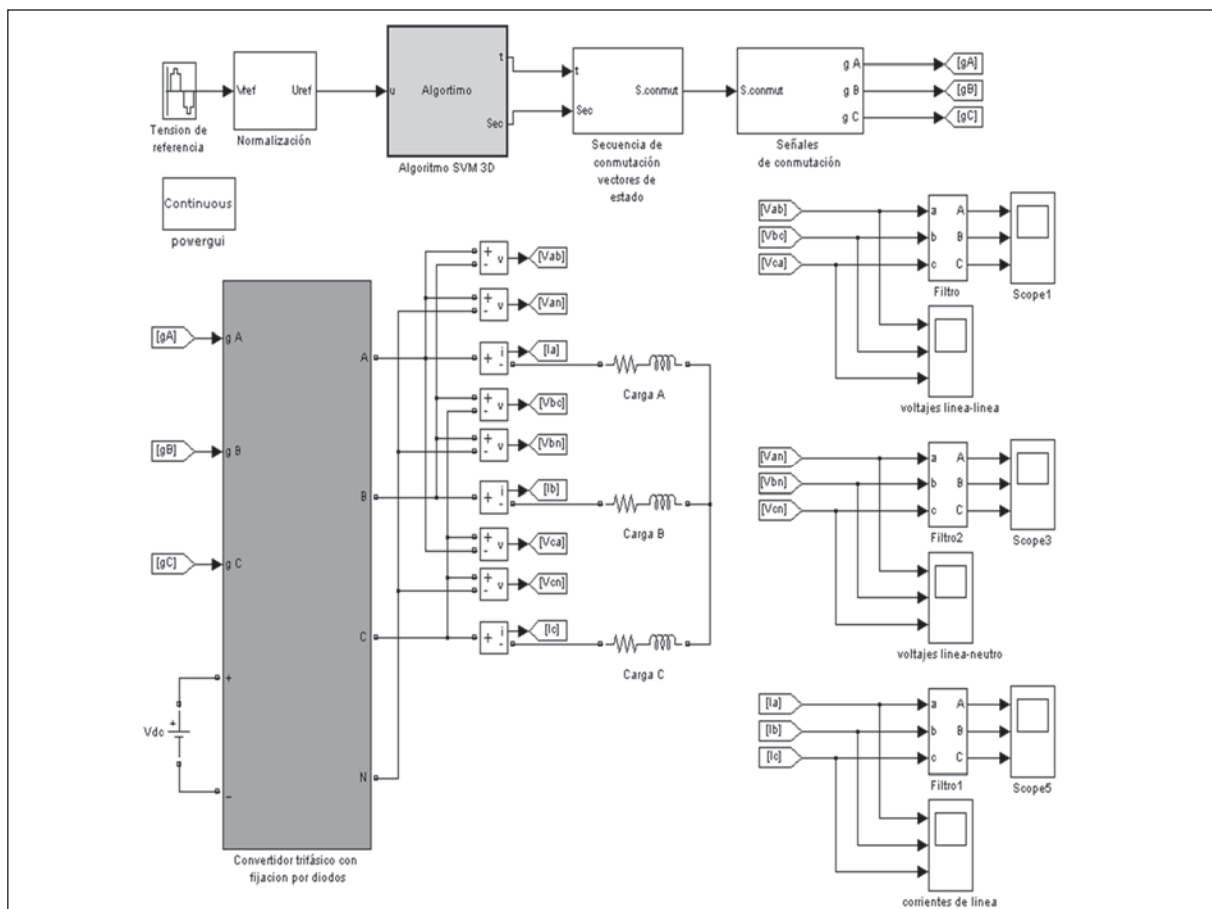 Vref
Uref
Tension de
referencia
Normalización
u
Algortimo
t
Sec
Algoritmo SVM 3D
t
Sec
S.conmut
Secuencia de
conmutación
vectores de
estado
S.conmut
g A
g B
g C
Señales
de conmutación
[gA]
[gB]
[gC]
Continuous
powergui
[gA]
[gB]
[gC]
g A
g B
g C
A
B
C
N
+
–
Vdc
+
Convertidor trifásico con
fijacion por diodos
+
-
v
[Vab]
+
-
v
[Van]
+
i
-
[Ia]
Carga A
+
-
v
[Vbc]
+
-
v
[Vbn]
+
i
-
[Ib]
Carga B
+
-
v
[Vca]
+
-
v
[Vcn]
+
i
-
[Ic]
Carga C
[Vab]
[Vbc]
[Vca]
a A
b B
c C
Filtro
Scope1
voltajes linea-linea
[Van]
[Vbn]
[Vcn]
a A
b B
c C
Filtro2
Scope3
voltajes linea-neutro
[Ia]
[Ib]
[Ic]
a A
b B
c C
Filtro1
Scope5
corrientes de linea